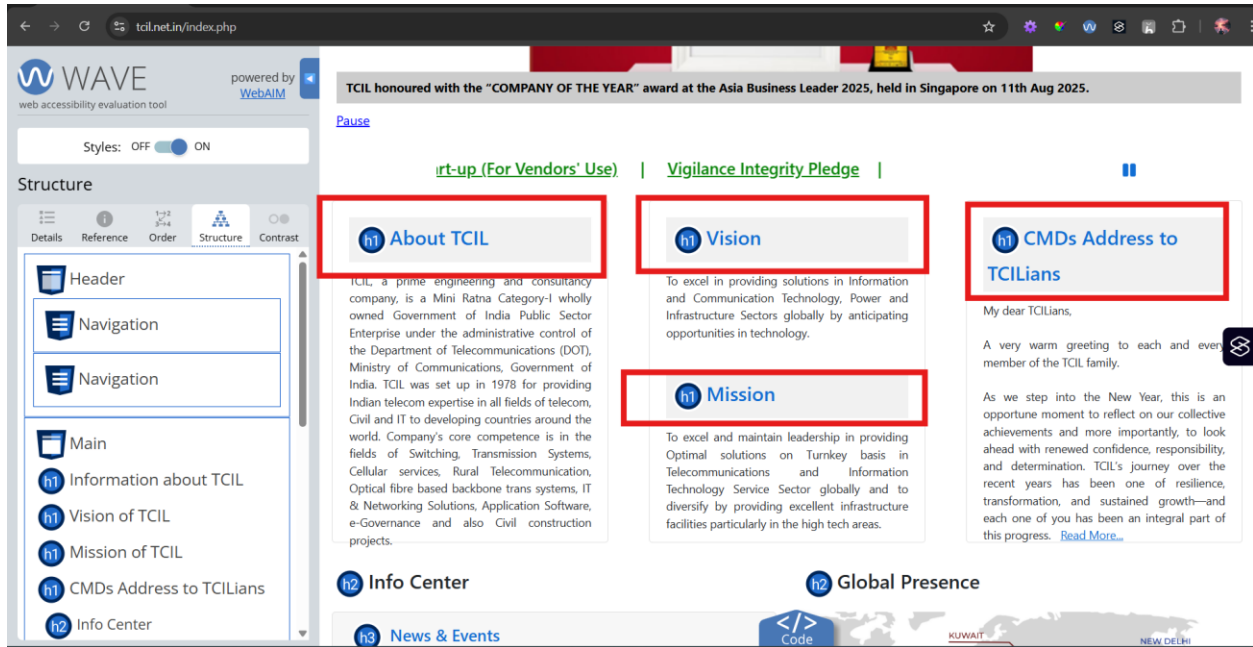 tcil.net.in/index.php
WAVE
web accessibility evaluation tool
powered by
WebAIM
Styles: OFF ON
Structure
Details Reference Order Structure Contrast
Header
Navigation
Navigation
Main
h1 Information about TCIL
h1 Vision of TCIL
h1 Mission of TCIL
h1 CMDs Address to TCILians
h2 Info Center
TCIL honoured with the “COMPANY OF THE YEAR” award at the Asia Business Leader 2025, held in Singapore on 11th Aug 2025.
Pause
rt-up (For Vendors' Use) | Vigilance Integrity Pledge |
h1 About TCIL
TCIL, a prime engineering and consultancy
company, is a Mini Ratna Category-I wholly
owned Government of India Public Sector
Enterprise under the administrative control of
the Department of Telecommunications (DOT),
Ministry of Communications, Government of
India. TCIL was set up in 1978 for providing
Indian telecom expertise in all fields of telecom,
Civil and IT to developing countries around the
world. Company's core competence is in the
fields of Switching, Transmission Systems,
Cellular services, Rural Telecommunication,
Optical fibre based backbone trans systems, IT
& Networking Solutions, Application Software,
e-Governance and also Civil construction
projects.
h1 Vision
To excel in providing solutions in Information
and Communication Technology, Power and
Infrastructure Sectors globally by anticipating
opportunities in technology.
h1 Mission
To excel and maintain leadership in providing
Optimal solutions on Turnkey basis in
Telecommunications and Information
Technology Service Sector globally and to
diversify by providing excellent infrastructure
facilities particularly in the high tech areas.
h1 CMDs Address to
TCILians
My dear TCILians,
A very warm greeting to each and every
member of the TCIL family.
As we step into the New Year, this is an
opportune moment to reflect on our collective
achievements and more importantly, to look
ahead with renewed confidence, responsibility,
and determination. TCIL's journey over the
recent years has been one of resilience,
transformation, and sustained growth—and
each one of you has been an integral part of
this progress. Read More...
h2 Info Center
h2 Global Presence
h3 News & Events
</>
Code
KUWAIT
NEW DELHI